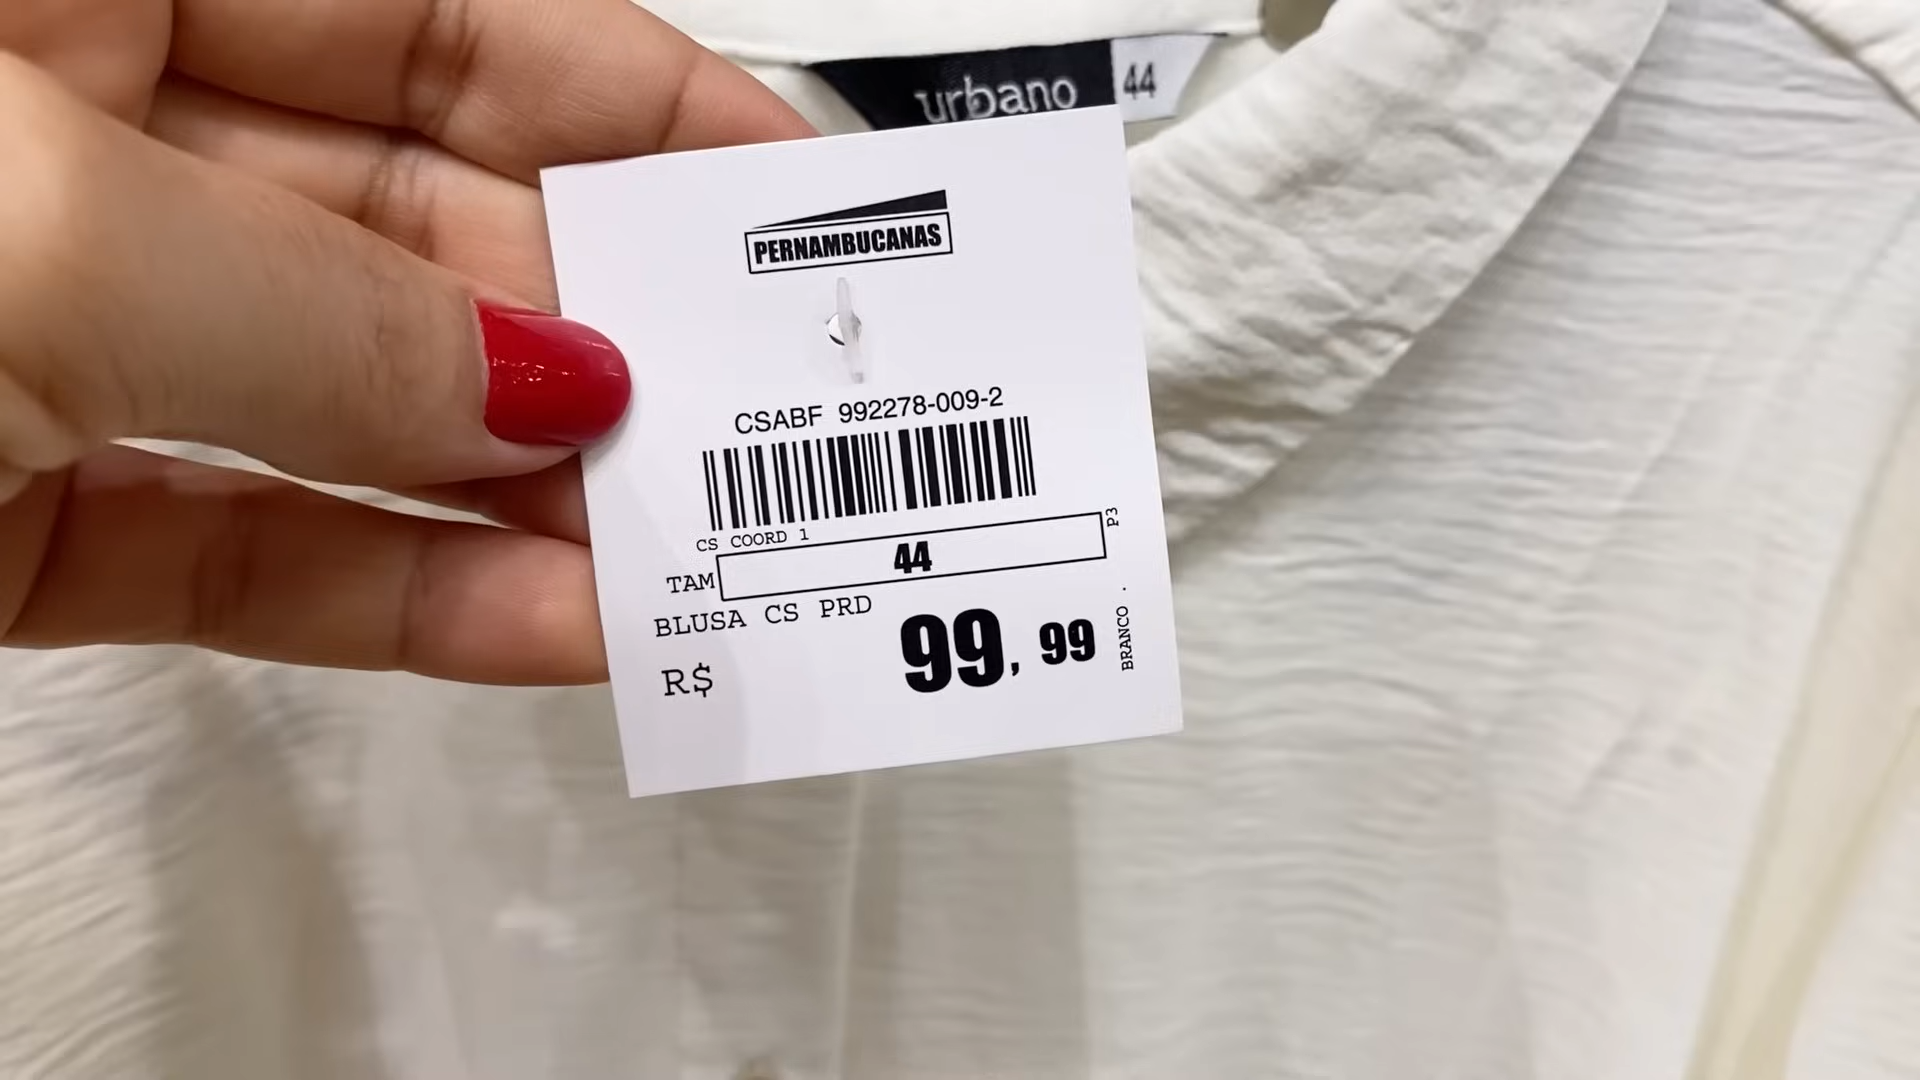 urbano 44
PERNAMBUCANAS
CSABF 992278-009-2
CS COORD 1
P3
TAM 44
BLUSA CS PRD
R$ 99,99
BRANCO .